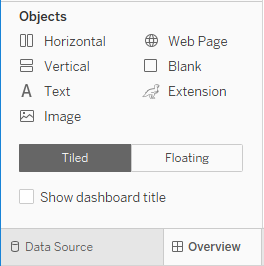 Objects
Horizontal Web Page
Vertical Blank
A Text Extension
Image
Tiled Floating
Show dashboard title
Data Source Overview